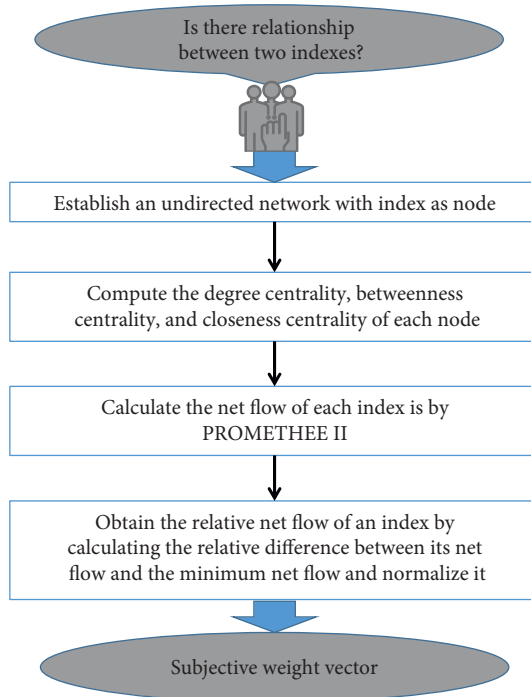 Is there relationship
between two indexes?
Establish an undirected network with index as node
Compute the degree centrality, betweenness
centrality, and closeness centrality of each node
Calculate the net flow of each index is by
PROMETHEE II
Obtain the relative net flow of an index by
calculating the relative difference between its net
flow and the minimum net flow and normalize it
Subjective weight vector